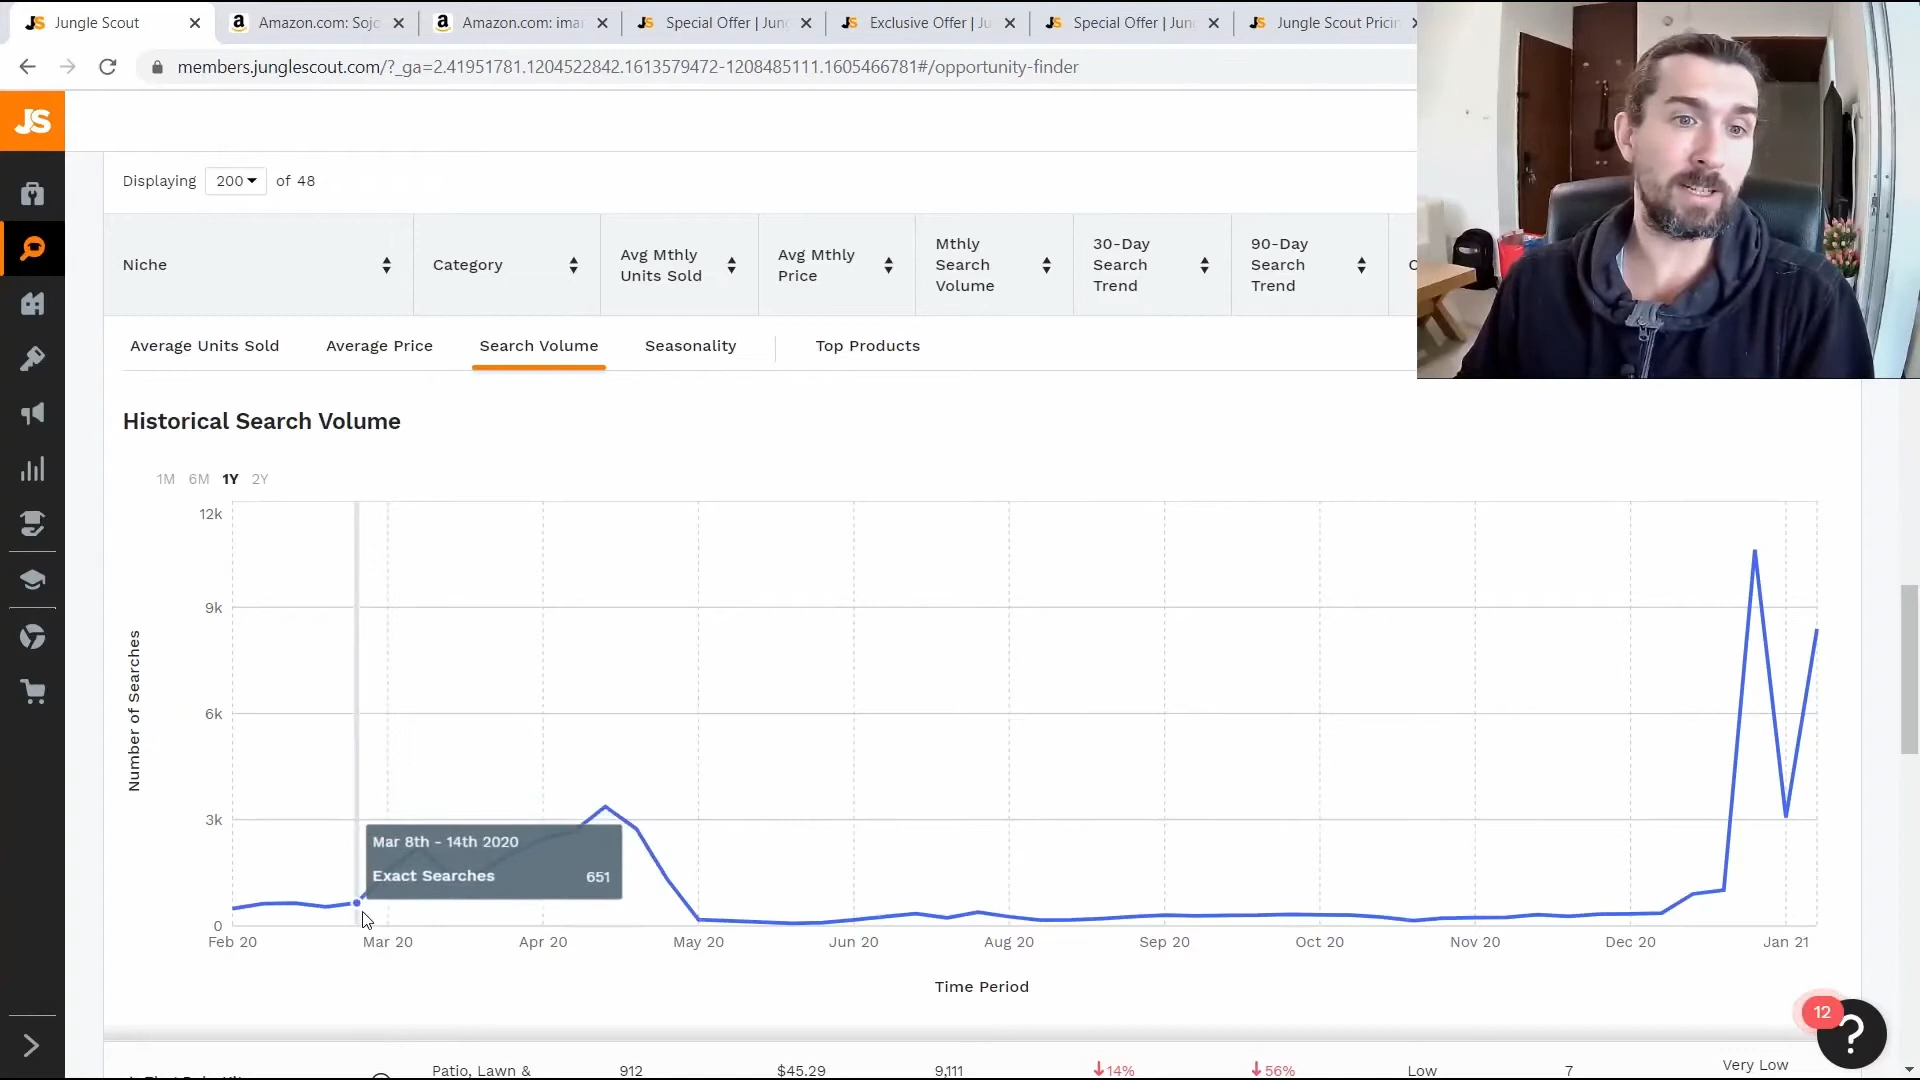 Jungle Scout
Amazon.com: Sojo
Amazon.com: ima
Special Offer | Jun
Exclusive Offer | Ju
Special Offer | Jun
Jungle Scout Pricin
members.junglescout.com/?_ga=2.41951781.1204522842.1613579472-1208485111.1605466781#/opportunity-finder
JS
Displaying 200 of 48
Niche
Category
Avg Mthly Units Sold
Avg Mthly Price
Mthly Search Volume
30-Day Search Trend
90-Day Search Trend
Average Units Sold Average Price Search Volume Seasonality Top Products
Historical Search Volume
1M 6M 1Y 2Y
12k
9k
6k
3k
0
Number of Searches
Mar 8th - 14th 2020
Exact Searches 651
Feb 20 Mar 20 Apr 20 May 20 Jun 20 Aug 20 Sep 20 Oct 20 Nov 20 Dec 20 Jan 21
Time Period
12
?
Patio, Lawn & 912 $45.29 9,111 14% 56% Low 7 Very Low